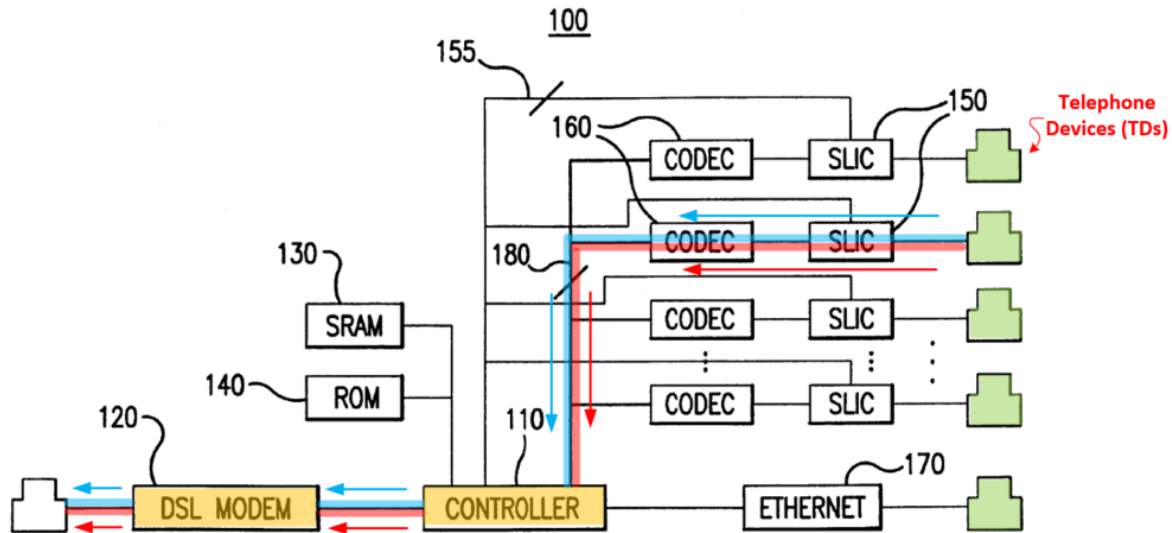 100
155
150
160
Telephone
Devices (TDs)
CODEC
SLIC
CODEC
SLIC
180
130
SRAM
CODEC
SLIC
140
ROM
CODEC
SLIC
120
110
170
DSL MODEM
CONTROLLER
ETHERNET